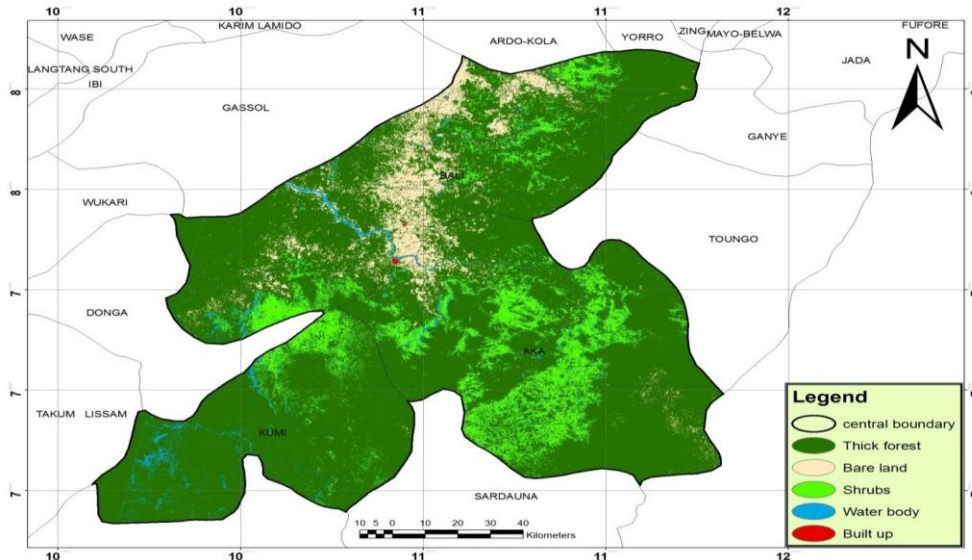 10 10 11 11 12
KARIM LAMIDO FUFORE
WASE ARDO-KOLA YORRO ZING MAYO-BELWA
LANGTANG SOUTH JADA N
IBI
8 GASSOL
GANYE
BALI
8
WUKARI
TOUNGO
7
DONGA
AKA
7
TAKUM LISSAM
KUMI
7 SARDAUNA
10 5 0 10 20 30 40
Kilometers
10 10 11 11 12
Legend
central boundary
Thick forest
Bare land
Shrubs
Water body
Built up